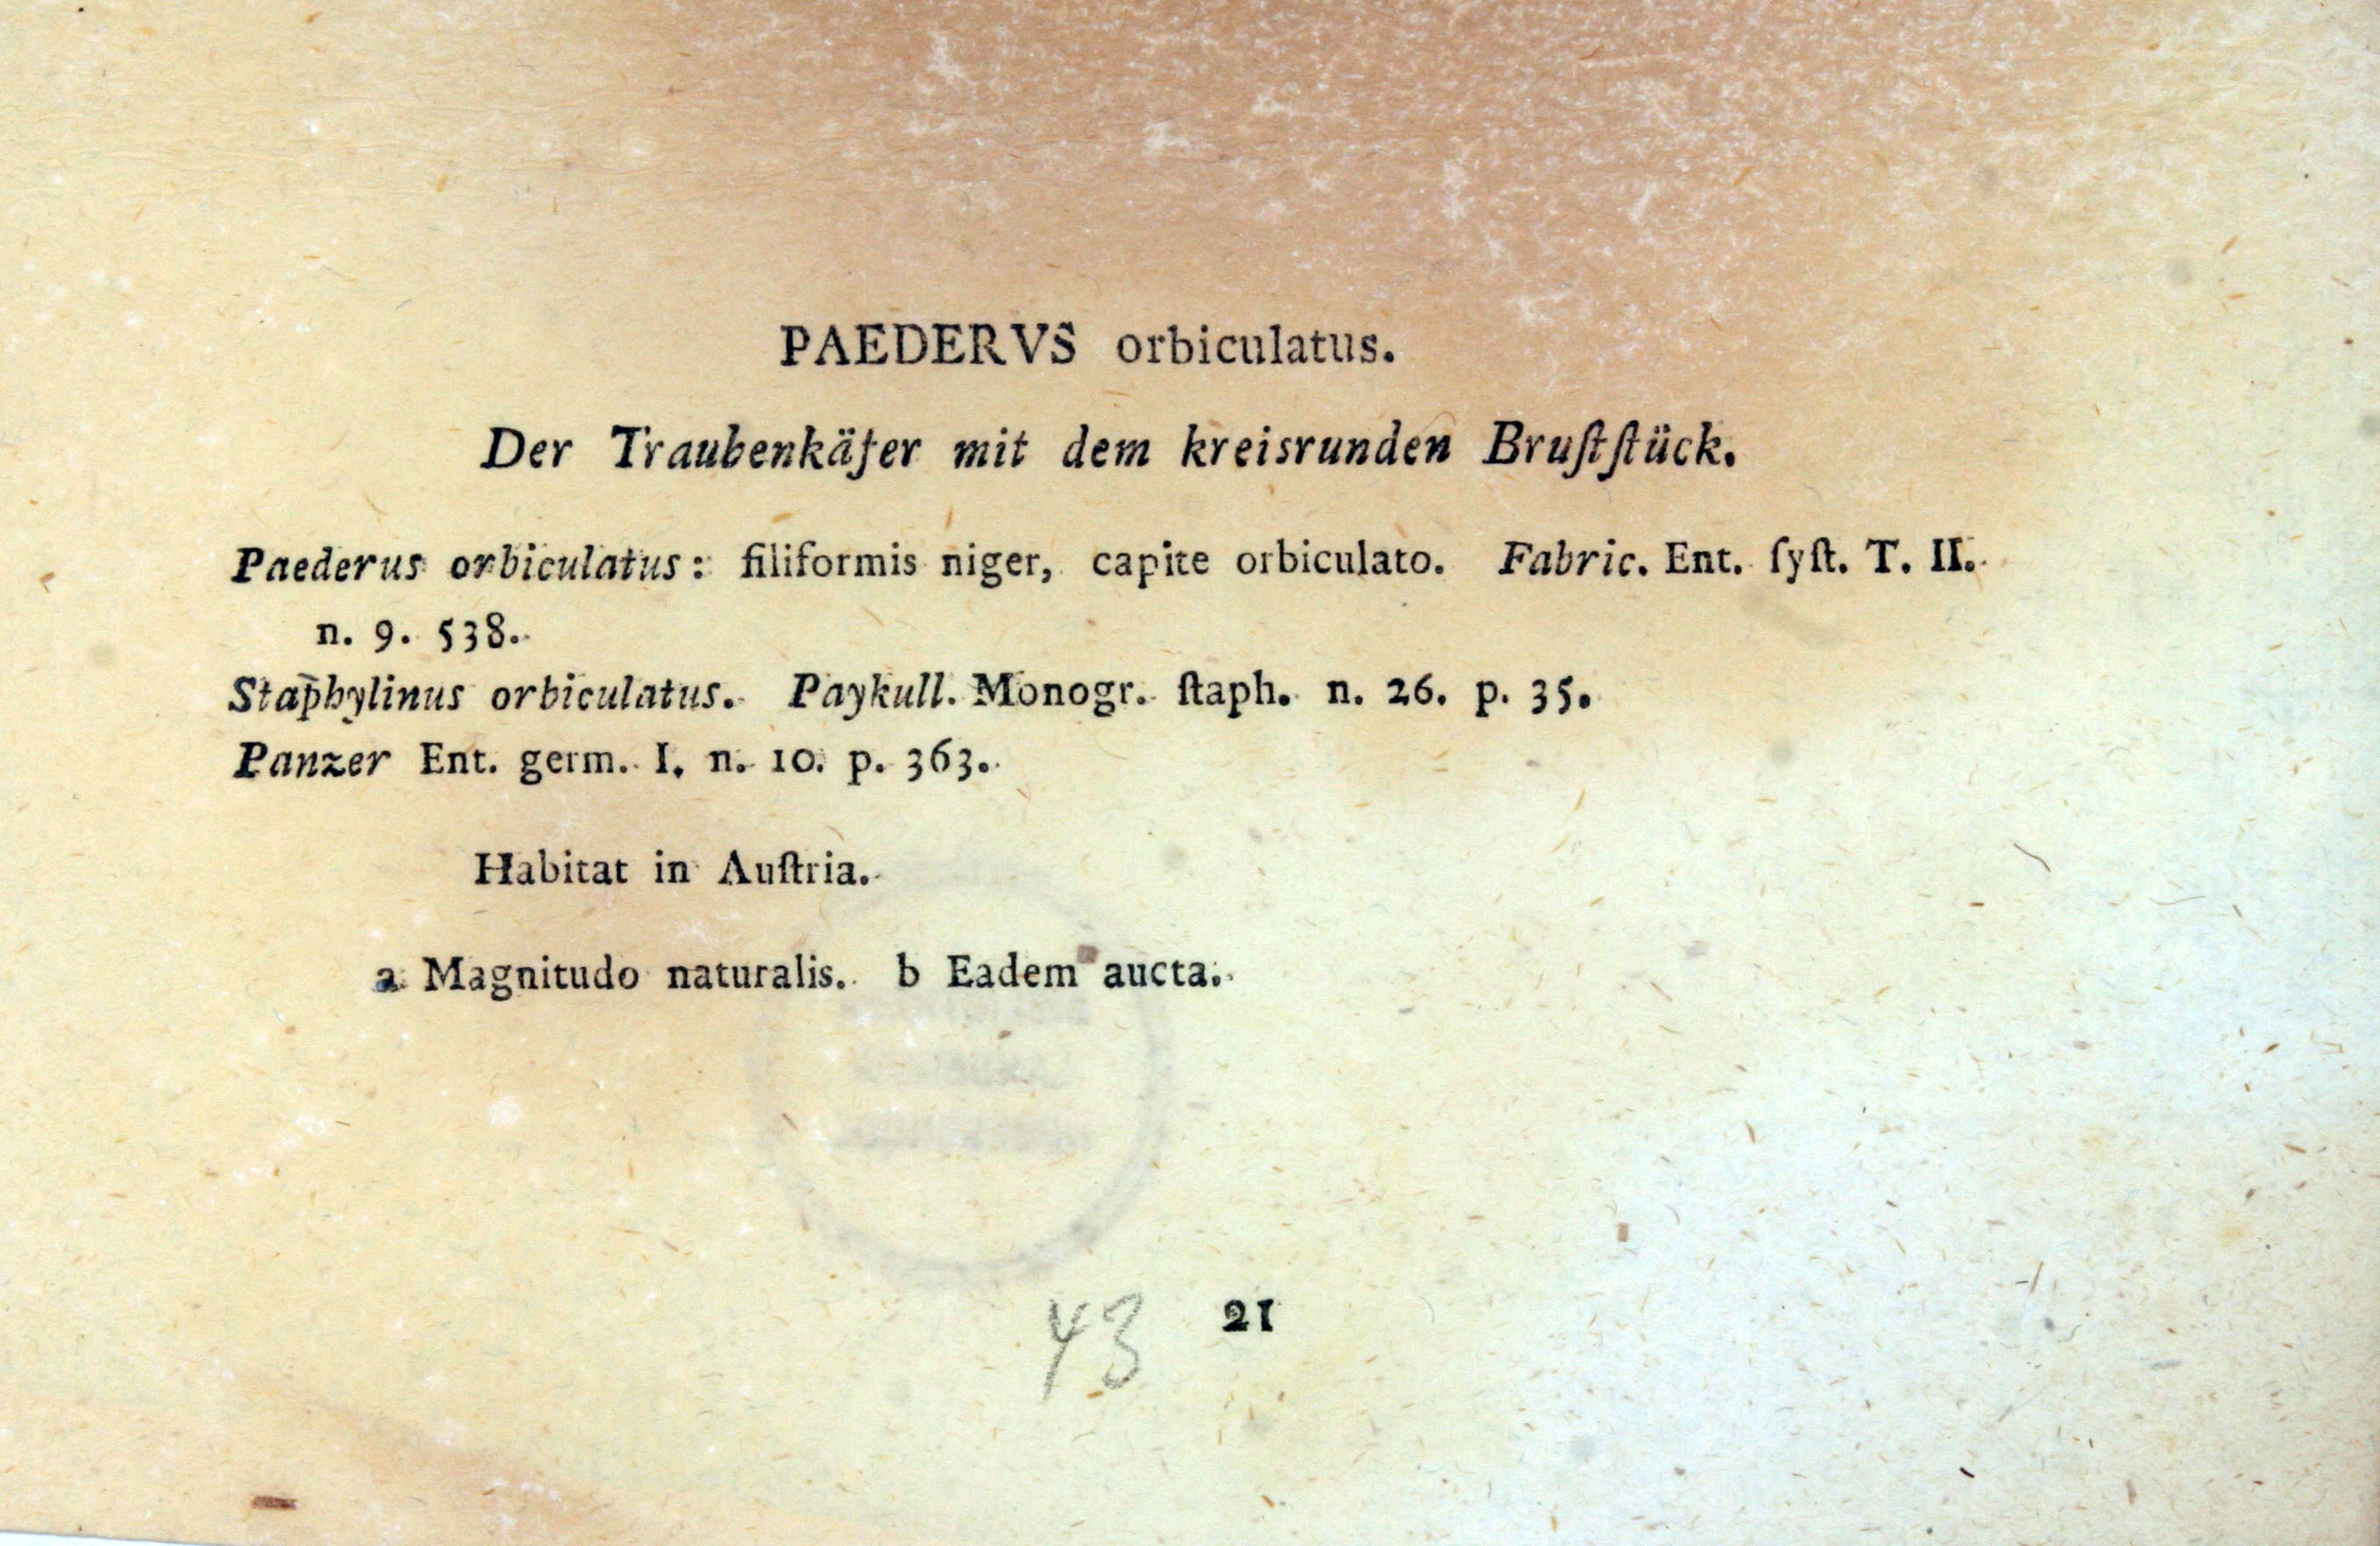 PAEDERVS orbiculatus.
Der Traubenkäfer mit dem kreisrunden Bruſtſtück.
Paederus orbiculatus: filiformis niger, capite orbiculato. Fabric. Ent. ſyſt. T. II.
n. 9. 538.
Staphylinus orbiculatus. Paykull. Monogr. ſtaph. n. 26. p. 35.
Panzer Ent. germ. I. n. 10. p. 363.
Habitat in Auſtria.
a Magnitudo naturalis. b Eadem aucta.
43 21